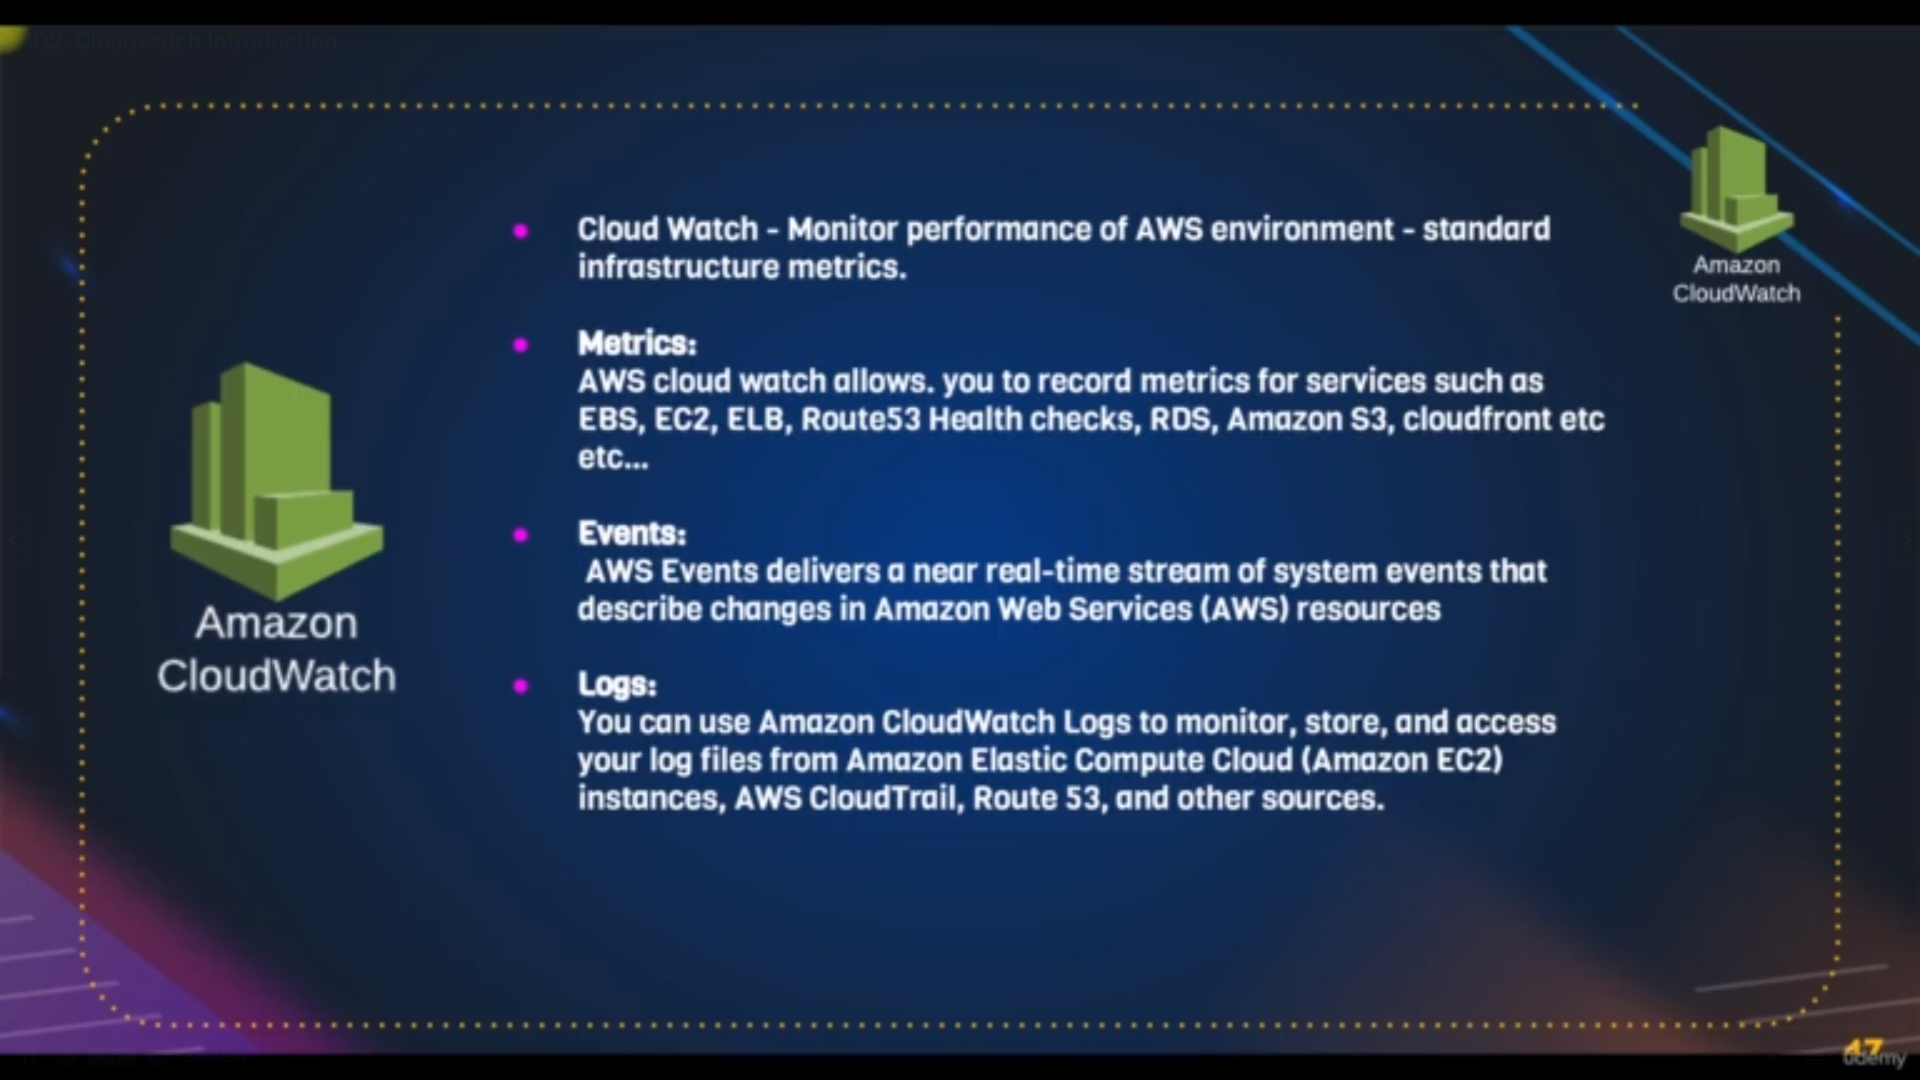 102. Cloudwatch Introduction
Amazon
CloudWatch
Cloud Watch - Monitor performance of AWS environment - standard
infrastructure metrics.
Metrics:
AWS cloud watch allows. you to record metrics for services such as
EBS, EC2, ELB, Route53 Health checks, RDS, Amazon S3, cloudfront etc
etc...
Events:
AWS Events delivers a near real-time stream of system events that
describe changes in Amazon Web Services (AWS) resources
Logs:
You can use Amazon CloudWatch Logs to monitor, store, and access
your log files from Amazon Elastic Compute Cloud (Amazon EC2)
instances, AWS CloudTrail, Route 53, and other sources.
Amazon
CloudWatch
47
udemy